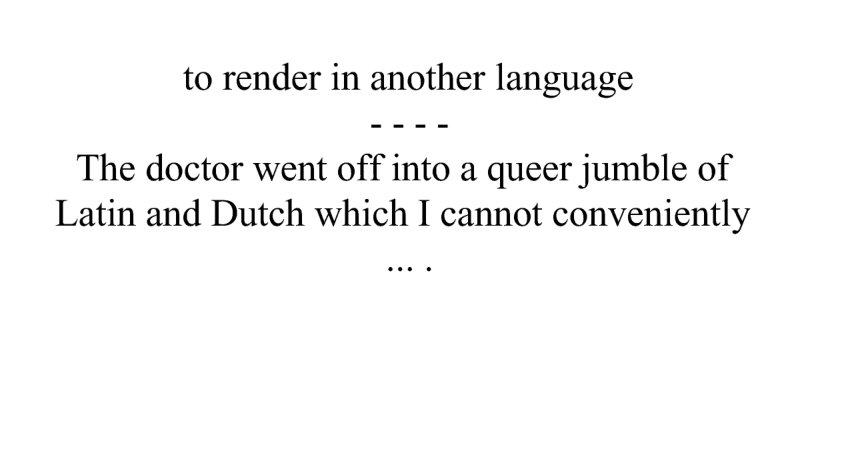 to render in another language
- - - -
The doctor went off into a queer jumble of
Latin and Dutch which I cannot conveniently
... .